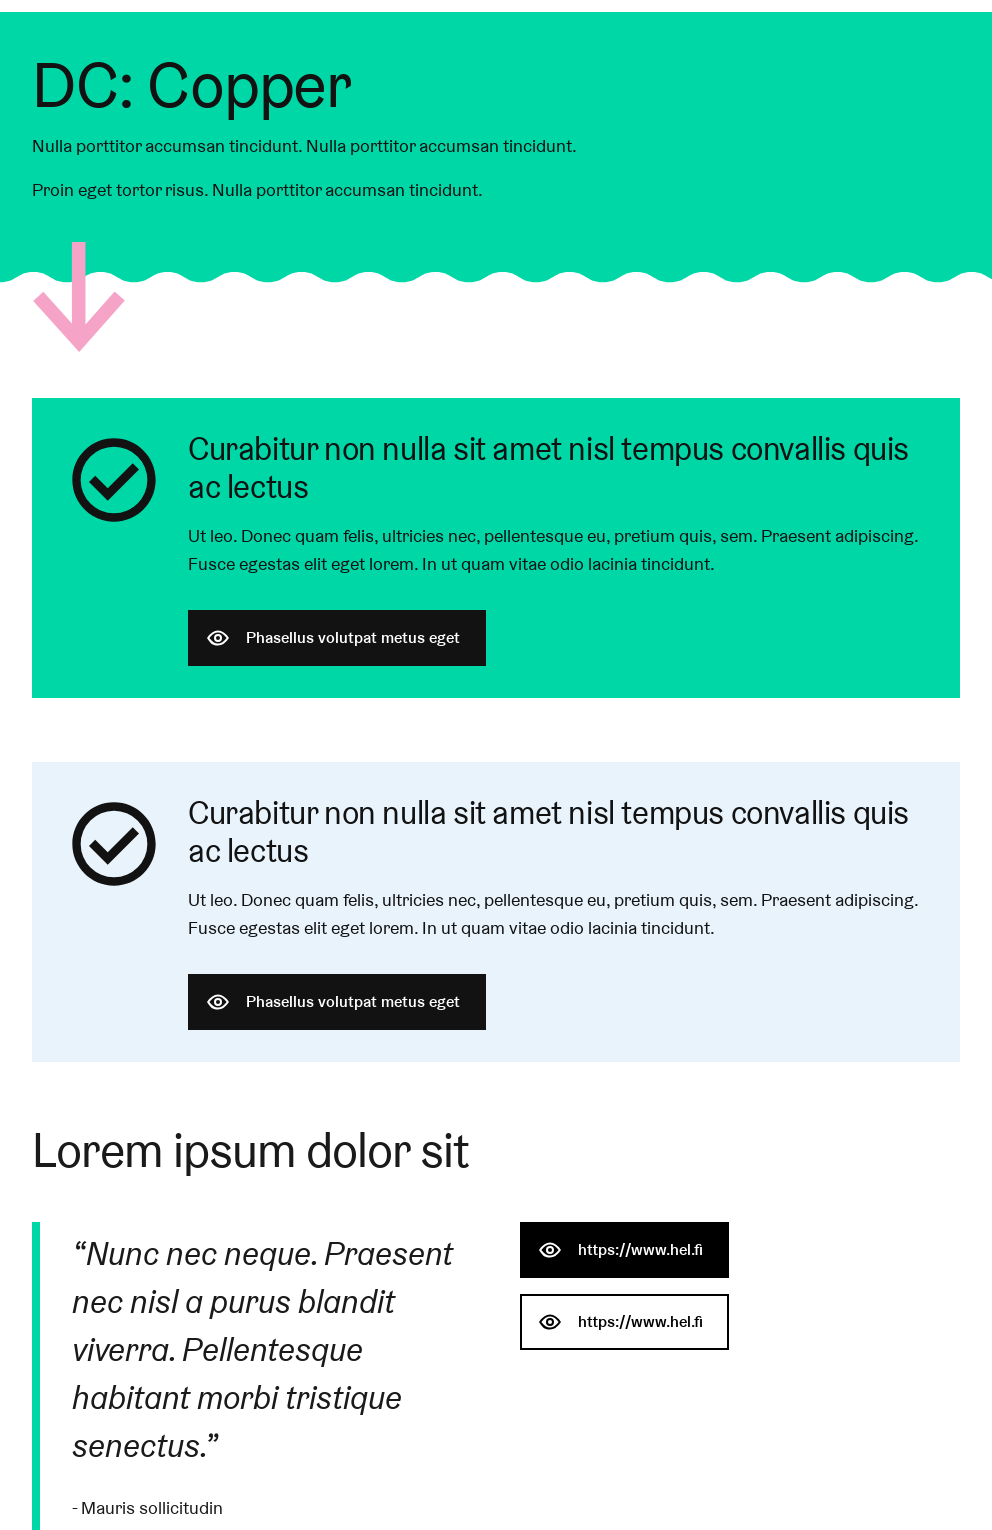 DC: Copper
Nulla porttitor accumsan tincidunt. Nulla porttitor accumsan tincidunt.
Proin eget tortor risus. Nulla porttitor accumsan tincidunt.
Curabitur non nulla sit amet nisl tempus convallis quis
ac lectus
Ut leo. Donec quam felis, ultricies nec, pellentesque eu, pretium quis, sem. Praesent adipiscing.
Fusce egestas elit eget lorem. In ut quam vitae odio lacinia tincidunt.
Phasellus volutpat metus eget
Curabitur non nulla sit amet nisl tempus convallis quis
ac lectus
Ut leo. Donec quam felis, ultricies nec, pellentesque eu, pretium quis, sem. Praesent adipiscing.
Fusce egestas elit eget lorem. In ut quam vitae odio lacinia tincidunt.
Phasellus volutpat metus eget
Lorem ipsum dolor sit
“Nunc nec neque. Praesent
nec nisl a purus blandit
viverra. Pellentesque
habitant morbi tristique
senectus.”
- Mauris sollicitudin
https://www.hel.fi
https://www.hel.fi